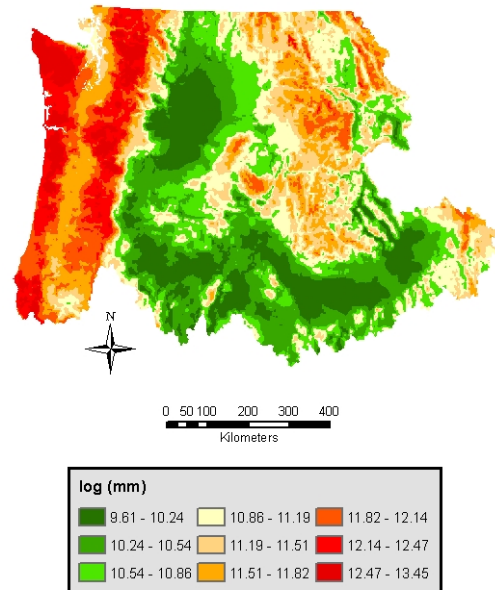 N
0 50 100 200 300 400
Kilometers
log (mm)
9.61 - 10.24 10.86 - 11.19 11.82 - 12.14
10.24 - 10.54 11.19 - 11.51 12.14 - 12.47
10.54 - 10.86 11.51 - 11.82 12.47 - 13.45